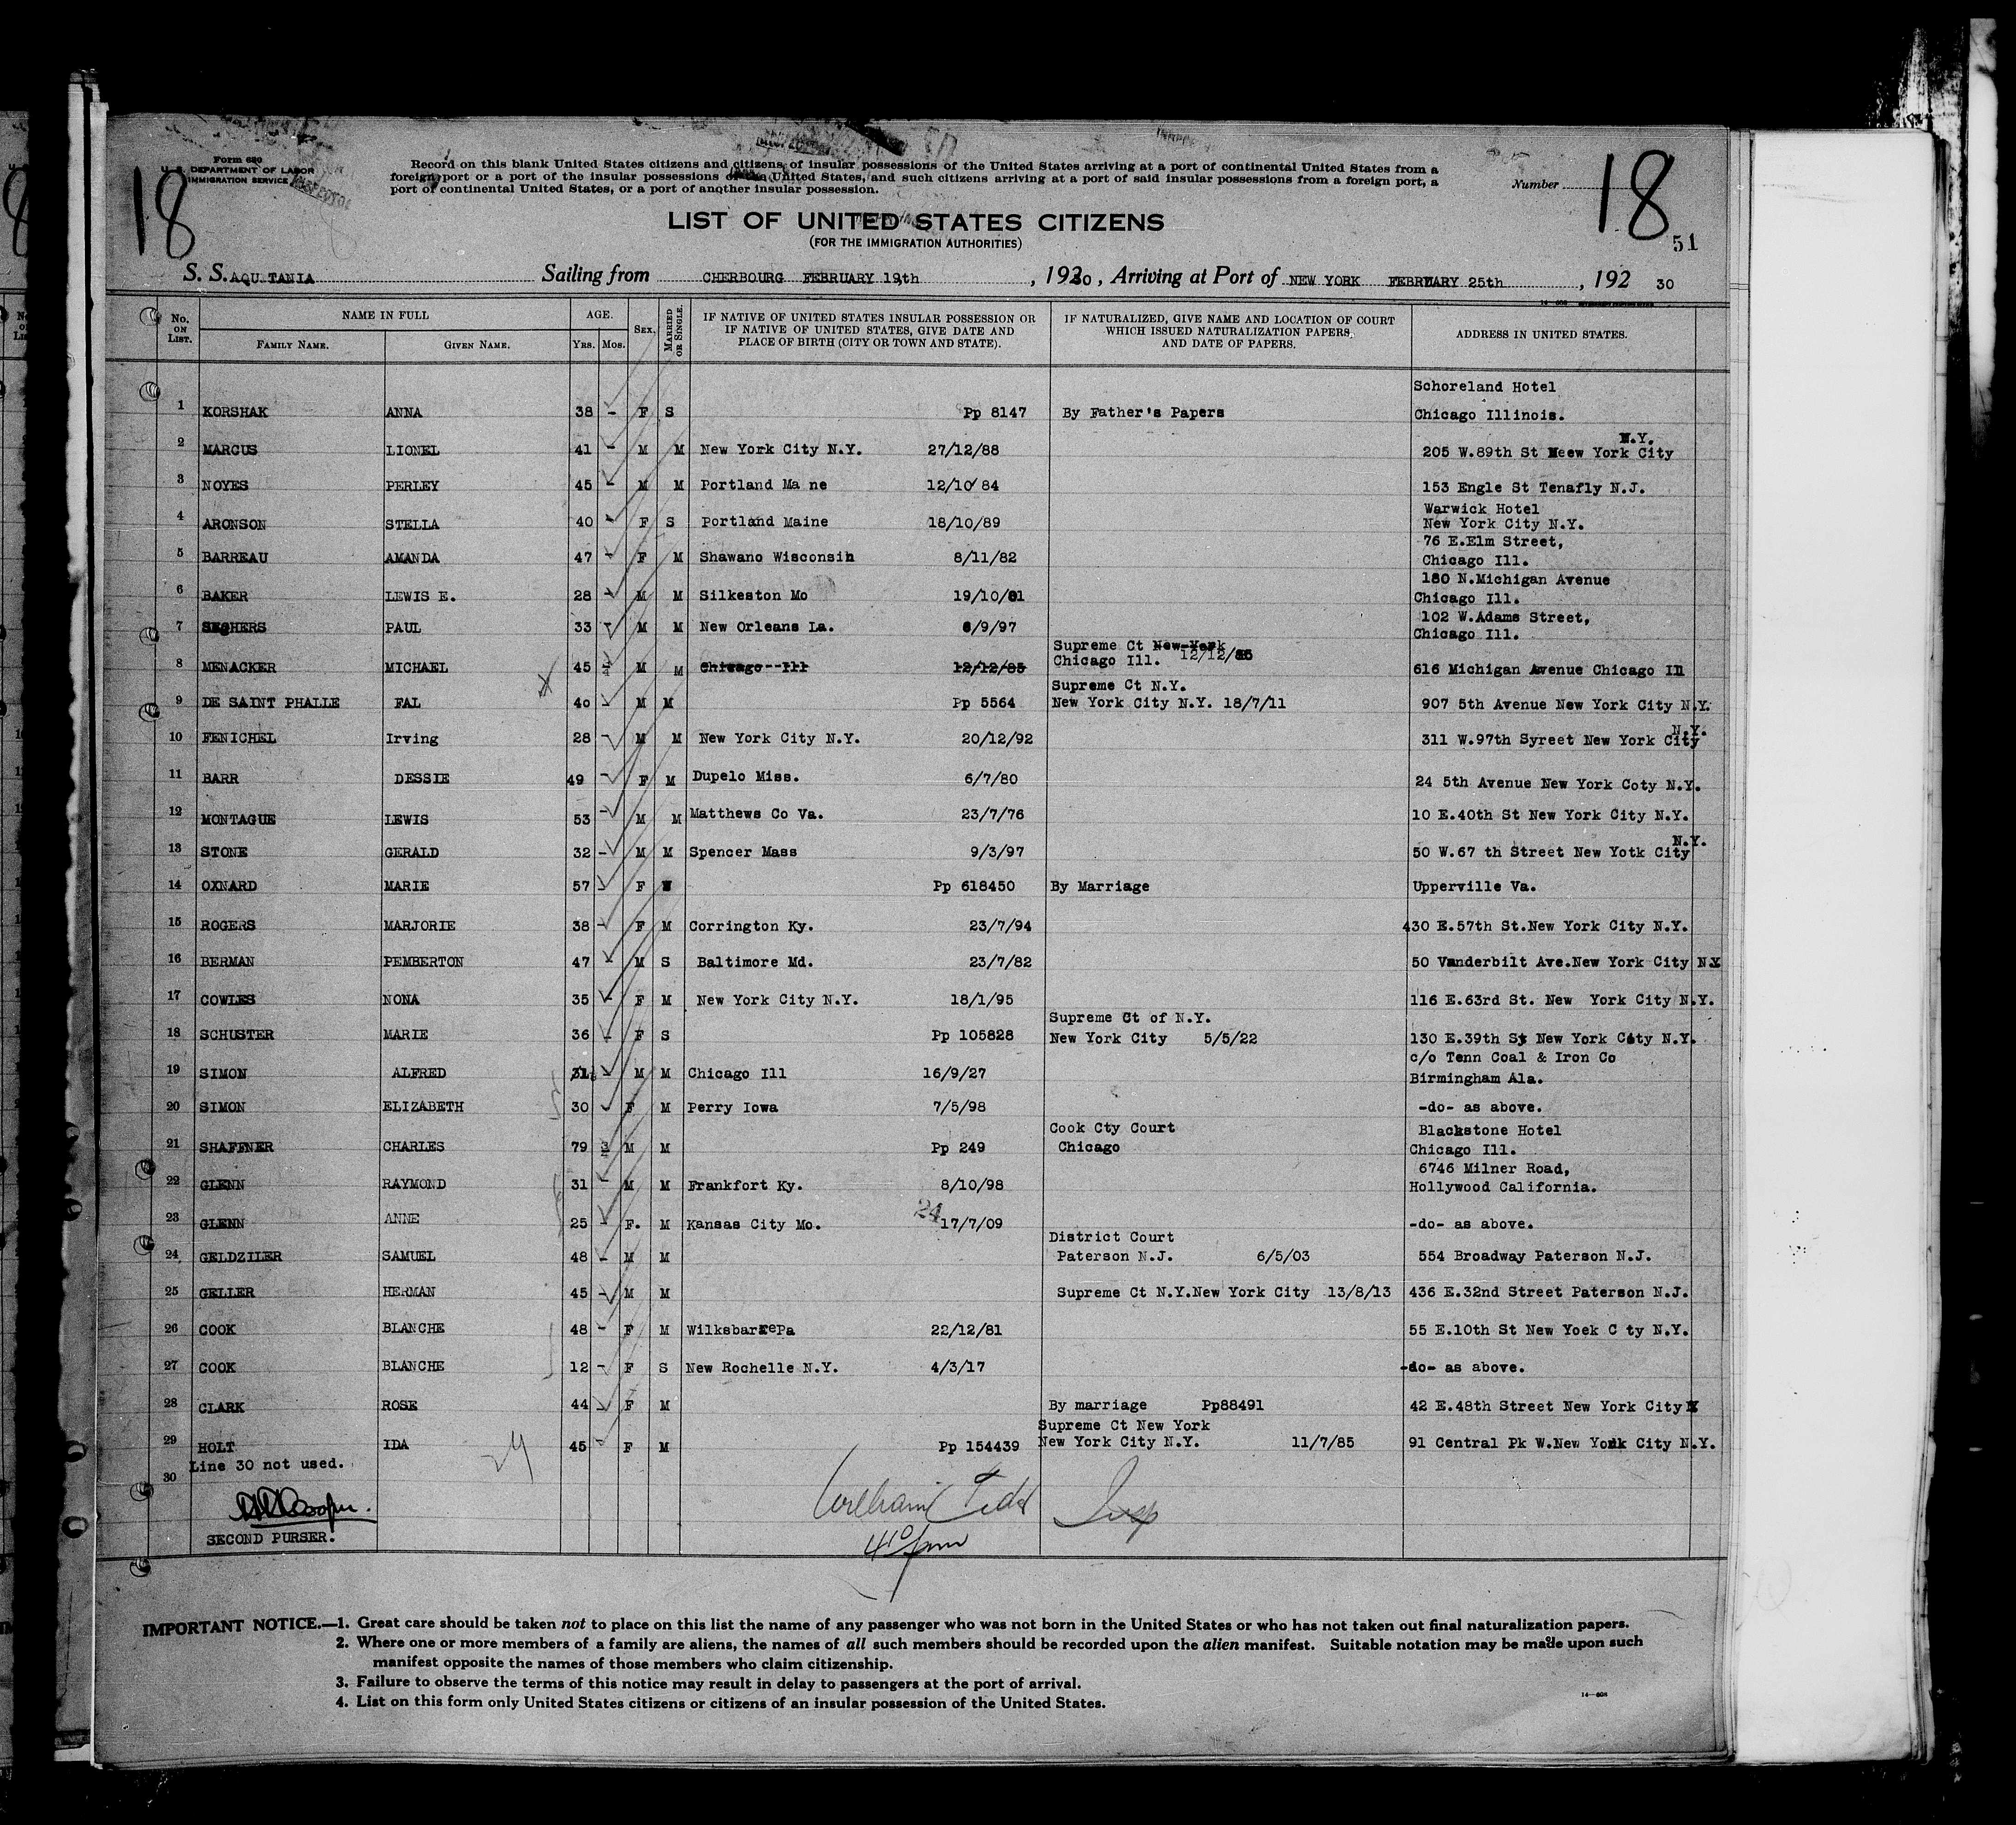 Form 630
U. S. DEPARTMENT OF LABOR
IMMIGRATION SERVICE
Record on this blank United States citizens and citizens of insular possessions of the United States arriving at a port of continental United States from a
foreign port or a port of the insular possessions of the United States, and such citizens arriving at a port of said insular possessions from a foreign port, a
port of continental United States, or a port of another insular possession.
Number
18
18
51
LIST OF UNITED STATES CITIZENS
(FOR THE IMMIGRATION AUTHORITIES)
S. S. AQU TANIA Sailing from CHERBOURG FEBRUARY 19,th , 1930 , Arriving at Port of NEW YORK FEBRUARY 25th , 192 30
No. ON LIST. NAME IN FULL AGE. SEX. MARRIED OR SINGLE. IF NATIVE OF UNITED STATES INSULAR POSSESSION OR IF NATIVE OF UNITED STATES, GIVE DATE AND PLACE OF BIRTH (CITY OR TOWN AND STATE). IF NATURALIZED, GIVE NAME AND LOCATION OF COURT WHICH ISSUED NATURALIZATION PAPERS, AND DATE OF PAPERS. ADDRESS IN UNITED STATES.
FAMILY NAME. GIVEN NAME. YRS. MOS.
Schoreland Hotel
1 KORSHAK ANNA 38 - F S Pp 8147 By Father's Papers Chicago Illinois.
N.Y.
2 MARCUS LIONEL 41 - M M New York City N.Y. 27/12/88 205 W.89th St Neew York City
3 NOYES PERLEY 45 - M M Portland Ma ne 12/10/84 153 Engle St Tenafly N.J.
Warwick Hotel
4 ARONSON STELLA 40 - F S Portland Maine 18/10/89 New York City N.Y.
76 E.Elm Street,
5 BARREAU AMANDA 47 - F M Shawano Wisconsin 8/11/82 Chicago Ill.
180 N.Michigan Avenue
6 BAKER LEWIS E. 28 - M M Silkeston Mo 19/10/01 Chicago Ill.
102 W.Adams Street,
7 SEGHERS PAUL 33 - M M New Orleans La. 6/9/97 Chicago Ill.
Supreme Ct New York
8 MENACKER MICHAEL 45 M M Chicago--Ill 12/12/85 Chicago Ill. 12/12/85 616 Michigan Avenue Chicago Ill
Supreme Ct N.Y.
9 DE SAINT PHALLE FAL 40 - M M Pp 5564 New York City N.Y. 18/7/11 907 5th Avenue New York City N.Y.
N.Y.
10 FENICHEL Irving 28 - M M New York City N.Y. 20/12/92 311 W.97th Syreet New York City
11 BARR DESSIE 49 - F M Dupelo Miss. 6/7/80 24 5th Avenue New York Coty N.Y.
12 MONTAGUE LEWIS 53 - M M Matthews Co Va. 23/7/76 10 E.40th St New York City N.Y.
N.Y.
13 STONE GERALD 32 - M M Spencer Mass 9/3/97 50 W.67 th Street New Yotk City
14 OXNARD MARIE 57 - F W Pp 618450 By Marriage Upperville Va.
15 ROGERS MARJORIE 38 - F M Corrington Ky. 23/7/94 430 E.57th St.New York City N.Y.
16 BERMAN PEMBERTON 47 - M S Baltimore Md. 23/7/82 50 Vanderbilt Ave.New York City N.Y
17 COWLES NONA 35 - F M New York City N.Y. 18/1/95 116 E.63rd St. New York City N.Y.
Supreme Ct of N.Y.
18 SCHUSTER MARIE 36 - F S Pp 105828 New York City 5/5/22 130 E.39th St New York City N.Y.
c/o Tenn Coal & Iron Co
19 SIMON ALFRED 31 - M M Chicago Ill 16/9/27 Birmingham Ala.
20 SIMON ELIZABETH 30 - F M Perry Iowa 7/5/98 -do- as above.
Cook Cty Court Blackstone Hotel
21 SHAFFNER CHARLES 79 M M Pp 249 Chicago Chicago Ill.
6746 Milner Road,
22 GLENN RAYMOND 31 - M M Frankfort Ky. 8/10/98 Hollywood California.
23 GLENN ANNE 25 - F. M Kansas City Mo. 24 17/7/09 -do- as above.
District Court
24 GELDZILER SAMUEL 48 - M M Paterson N.J. 6/5/03 554 Broadway Paterson N.J.
25 GELLER HERMAN 45 - M M Supreme Ct N.Y.New York City 13/8/13 436 E.32nd Street Paterson N.J.
26 COOK BLANCHE 48 - F M WilksbarrePa 22/12/81 55 E.10th St New Yoek C ty N.Y.
27 COOK BLANCHE 12 - F S New Rochelle N.Y. 4/3/17 -do- as above.
28 CLARK ROSE 44 - F M By marriage Pp88491 42 E.48th Street New York City
Supreme Ct New York
29 HOLT IDA 45 - F M Pp 154439 New York City N.Y. 11/7/85 91 Central Pk W.New York City N.Y.
Line 30 not used.
30
SECOND PURSER.
William Insp
IMPORTANT NOTICE.—1. Great care should be taken not to place on this list the name of any passenger who was not born in the United States or who has not taken out final naturalization papers.
2. Where one or more members of a family are aliens, the names of all such members should be recorded upon the alien manifest. Suitable notation may be made upon such
manifest opposite the names of those members who claim citizenship.
3. Failure to observe the terms of this notice may result in delay to passengers at the port of arrival.
4. List on this form only United States citizens or citizens of an insular possession of the United States.
14—608